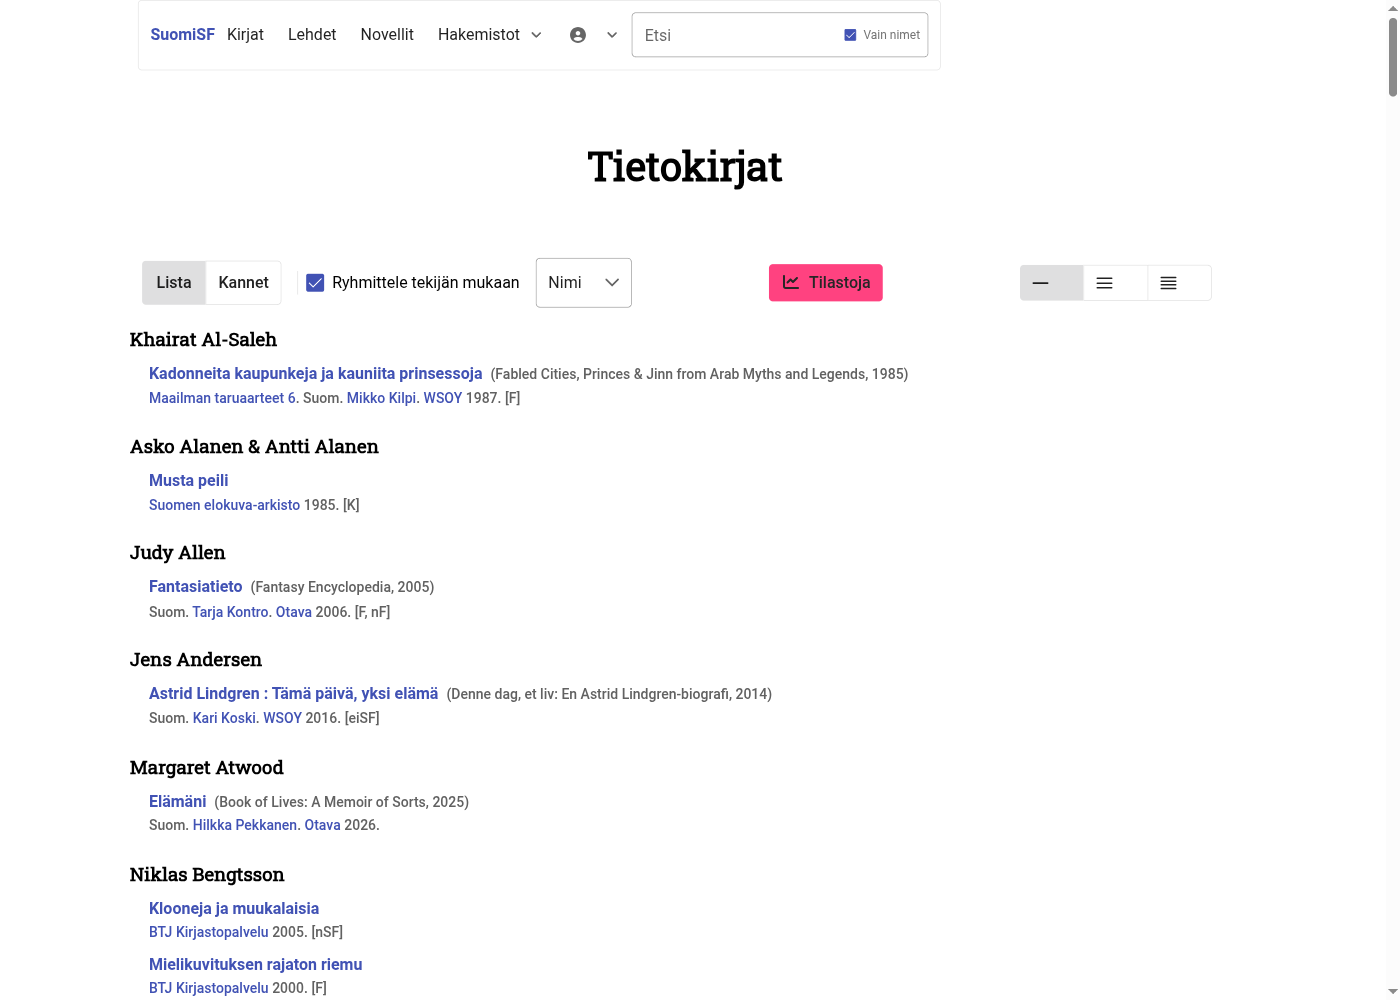 SuomiSF Kirjat Lehdet Novellit Hakemistot Etsi Vain nimet
Tietokirjat
Lista Kannet Ryhmittele tekijän mukaan Nimi Tilastoja
Khairat Al-Saleh
Kadonneita kaupunkeja ja kauniita prinsessoja (Fabled Cities, Princes & Jinn from Arab Myths and Legends, 1985)
Maailman taruaarteet 6. Suom. Mikko Kilpi. WSOY 1987. [F]
Asko Alanen & Antti Alanen
Musta peili
Suomen elokuva-arkisto 1985. [K]
Judy Allen
Fantasiatieto (Fantasy Encyclopedia, 2005)
Suom. Tarja Kontro. Otava 2006. [F, nF]
Jens Andersen
Astrid Lindgren : Tämä päivä, yksi elämä (Denne dag, et liv: En Astrid Lindgren-biografi, 2014)
Suom. Kari Koski. WSOY 2016. [eiSF]
Margaret Atwood
Elämäni (Book of Lives: A Memoir of Sorts, 2025)
Suom. Hilkka Pekkanen. Otava 2026.
Niklas Bengtsson
Klooneja ja muukalaisia
BTJ Kirjastopalvelu 2005. [nSF]
Mielikuvituksen rajaton riemu
BTJ Kirjastopalvelu 2000. [F]